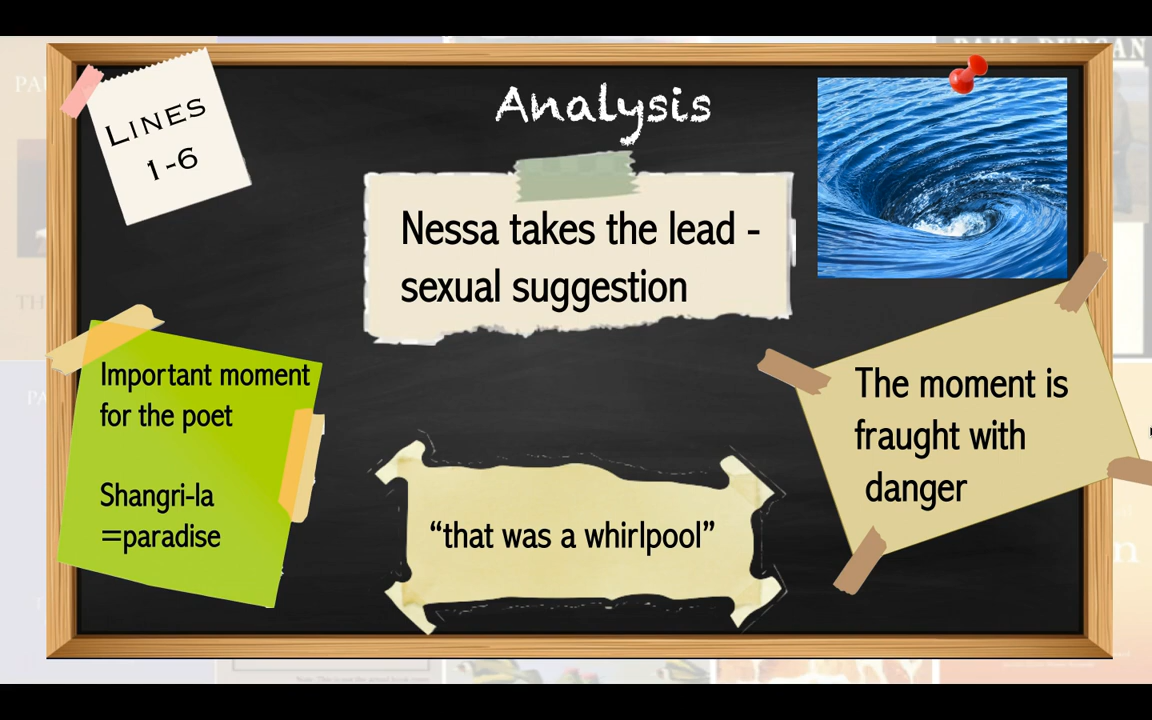 LINES
1-6
Analysis
Nessa takes the lead -
sexual suggestion
Important moment
for the poet
Shangri-la
=paradise
“that was a whirlpool”
The moment is
fraught with
danger